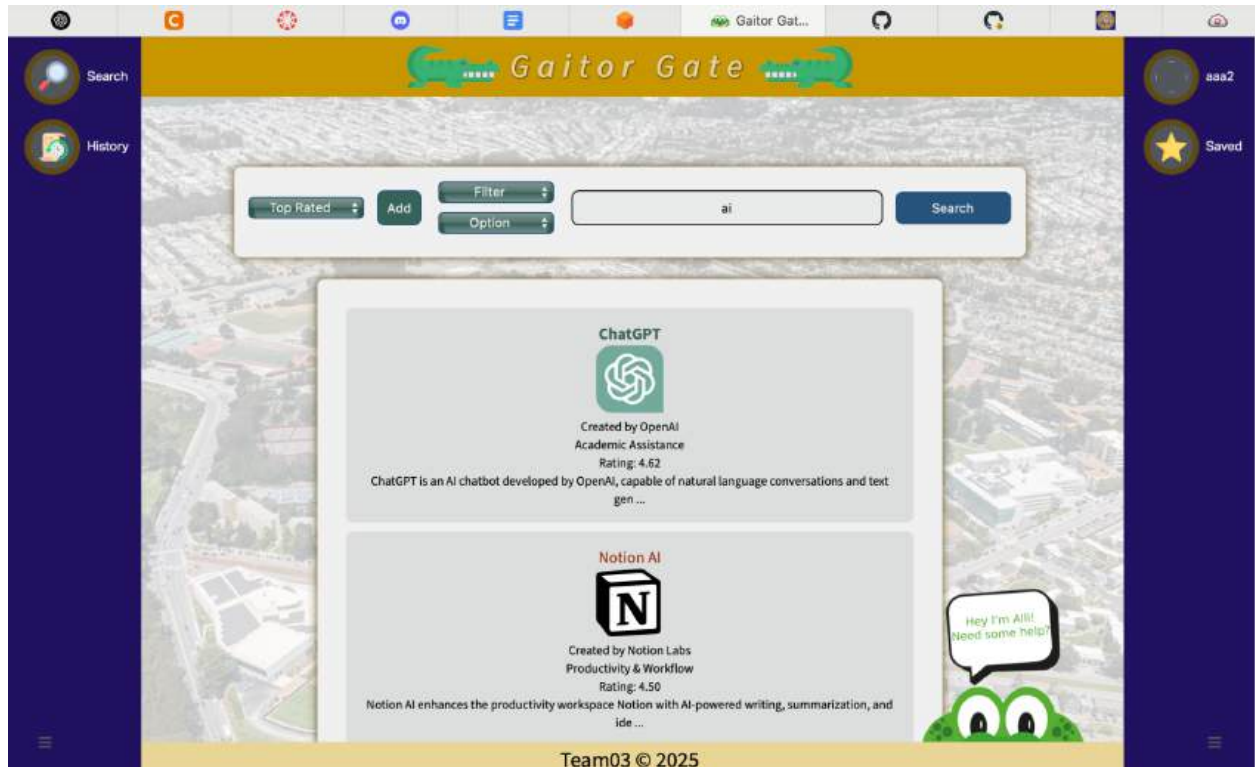 Gaitor Gat...
Search
Gaitor Gate
aaa2
History
Saved
Top Rated
Add
Filter
Option
ai
Search
ChatGPT
Created by OpenAI
Academic Assistance
Rating: 4.62
ChatGPT is an AI chatbot developed by OpenAI, capable of natural language conversations and text
gen ...
Notion AI
N
Created by Notion Labs
Productivity & Workflow
Rating: 4.50
Notion AI enhances the productivity workspace Notion with AI-powered writing, summarization, and
ide ...
Hey I'm Alli!
Need some help?
Team03 © 2025